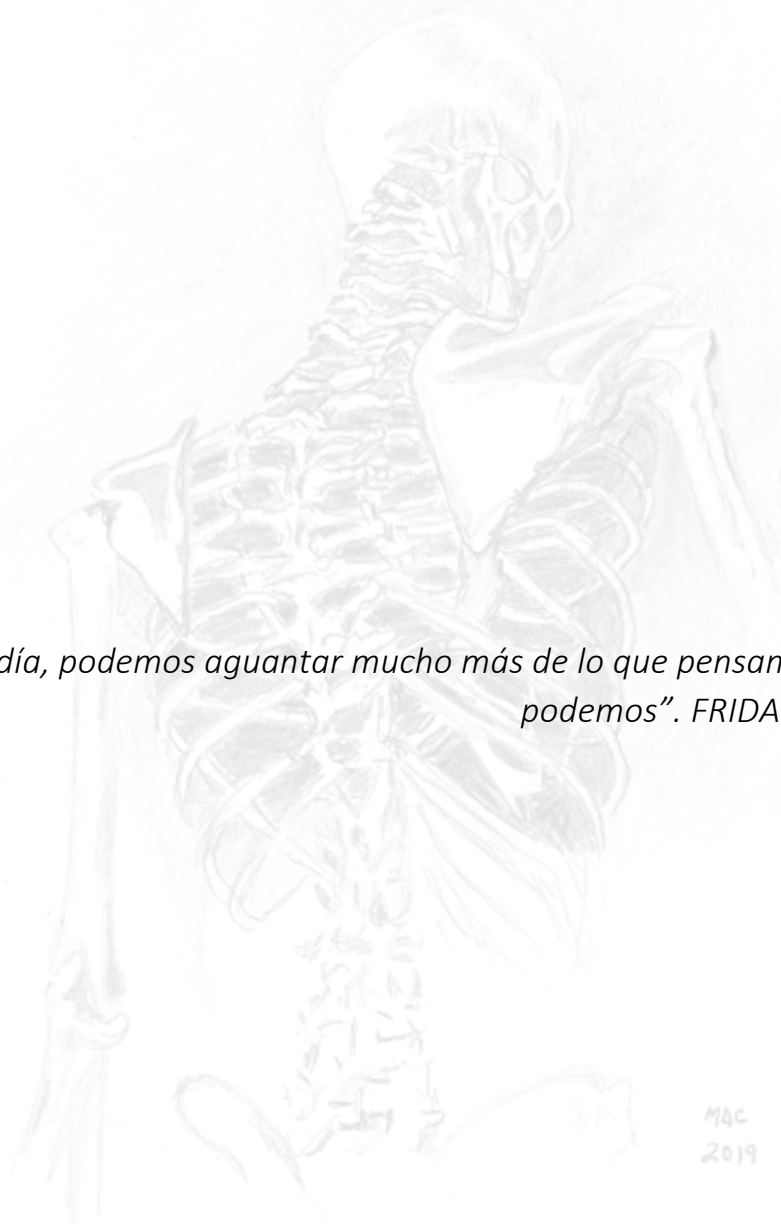 día, podemos aguantar mucho más de lo que pensan
podemos”. FRIDA
MAC
2019